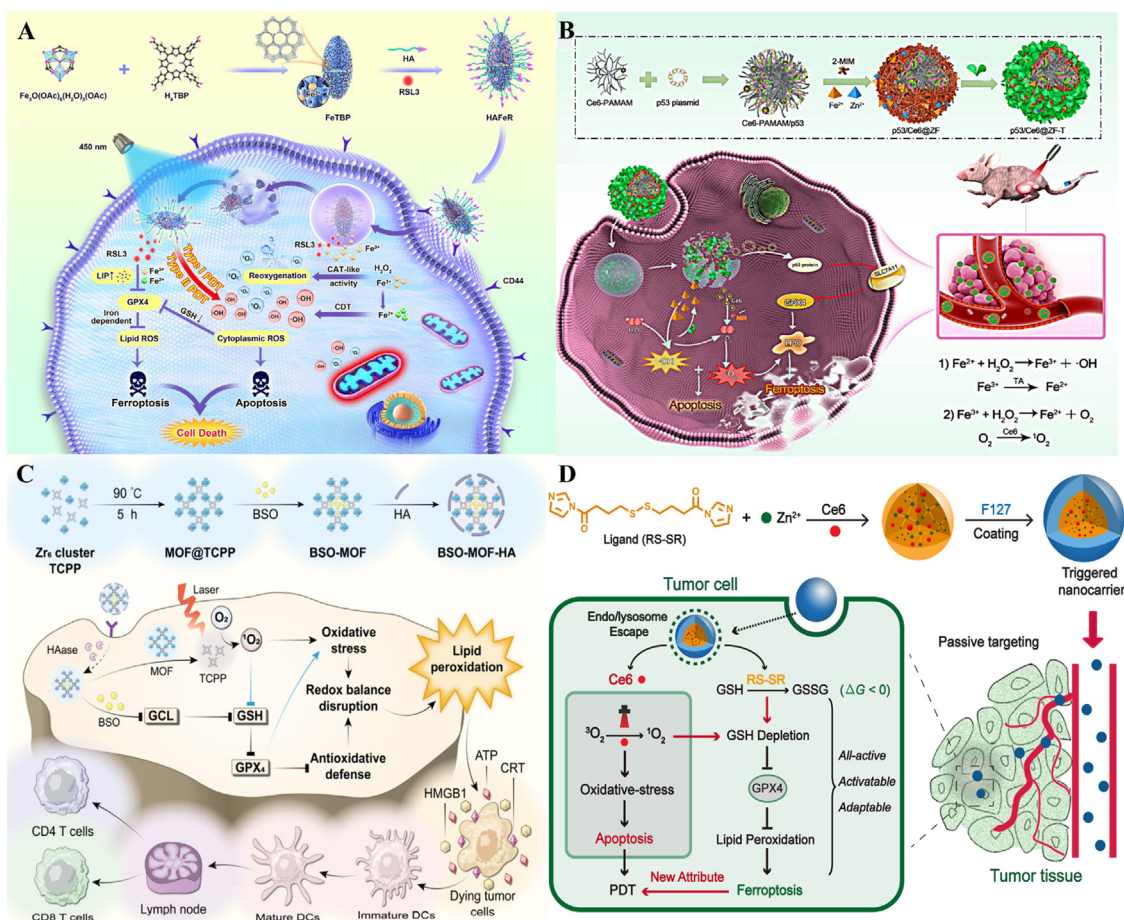 A
Fe₃O(OAc)₆(H₂O)₃(OAc)
+
H₄TBP
FeTBP
HA
RSL3
HAFeR
450 nm
RSL3
LIP↑
Fe³⁺
Fe²⁺
GPX4
Iron
dependent
Lipid ROS
Ferroptosis
Type I PDT
Type II PDT
GSH↓
Cytoplasmic ROS
Apoptosis
Cell Death
RSL3
Fe³⁺
Reoxygenation
CAT-like
activity
H₂O₂
Fe³⁺
CDT
Fe²⁺
¹O₂
·OH
CD44
B
Ce6-PAMAM
p53 plasmid
Ce6-PAMAM/p53
2-MIM
Fe²⁺
Zn²⁺
p53/Ce6@ZF
p53/Ce6@ZF-T
p53 protein
SLC7A11
Ce6
NIR
GPX4
H₂O₂
·OH
LPO
Apoptosis
Ferroptosis
1) Fe²⁺ + H₂O₂ → Fe³⁺ + ·OH
Fe³⁺ TA→ Fe²⁺
2) Fe³⁺ + H₂O₂ → Fe²⁺ + O₂
O₂ Ce6→ ¹O₂
C
Zr₆ cluster
TCPP
90 °C
5 h
MOF@TCPP
BSO
BSO-MOF
HA
BSO-MOF-HA
Laser
O₂
¹O₂
HAase
MOF
TCPP
BSO
GCL
GSH
GPX₄
Oxidative
stress
Redox balance
disruption
Antioxidative
defense
Lipid
peroxidation
ATP
CRT
HMGB1
CD4 T cells
CD8 T cells
Lymph node
Mature DCs
Immature DCs
Dying tumor
cells
D
S-S
Ligand (RS-SR)
+ Zn²⁺
Ce6
F127
Coating
Triggered
nanocarrier
Tumor cell
Endo/lysosome
Escape
Ce6
RS-SR
GSH → GSSG (ΔG < 0)
³O₂ → ¹O₂
GSH Depletion
GPX4
Oxidative-stress
Apoptosis
Lipid Peroxidation
PDT
New Attribute
Ferroptosis
All-active
Activatable
Adaptable
Passive targeting
Tumor tissue